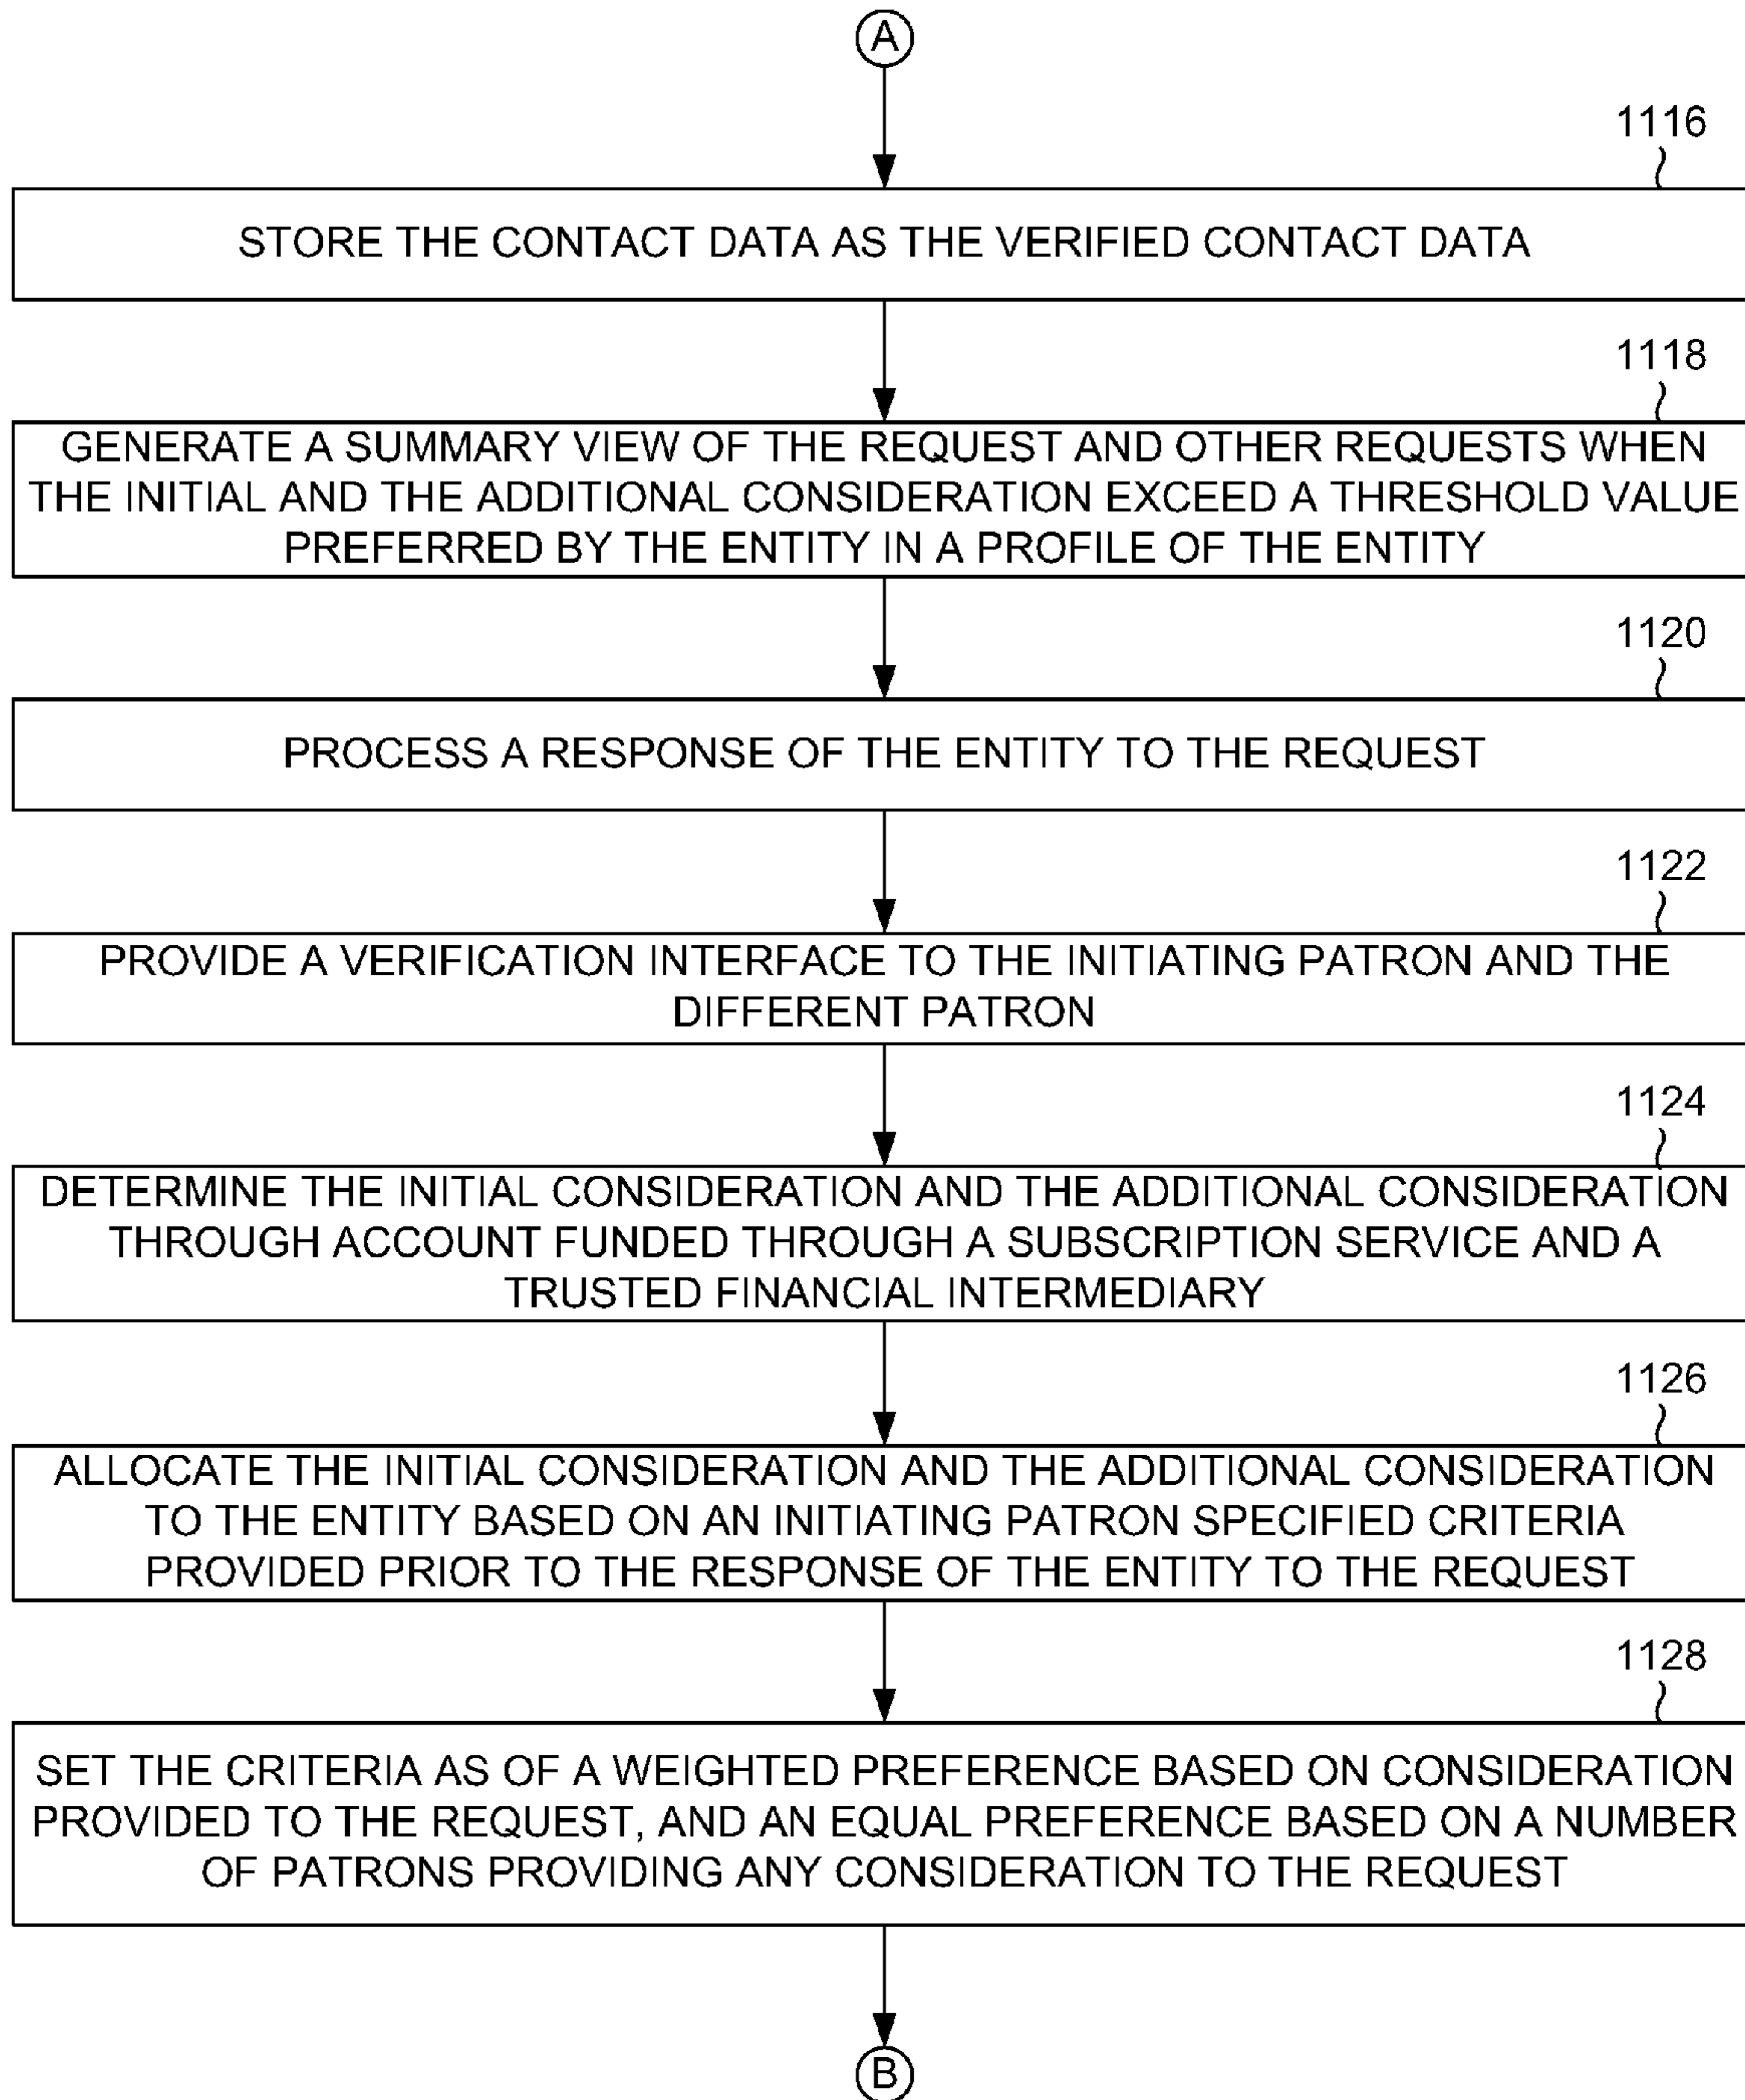 A
1116
STORE THE CONTACT DATA AS THE VERIFIED CONTACT DATA
1118
GENERATE A SUMMARY VIEW OF THE REQUEST AND OTHER REQUESTS WHEN
THE INITIAL AND THE ADDITIONAL CONSIDERATION EXCEED A THRESHOLD VALUE
PREFERRED BY THE ENTITY IN A PROFILE OF THE ENTITY
1120
PROCESS A RESPONSE OF THE ENTITY TO THE REQUEST
1122
PROVIDE A VERIFICATION INTERFACE TO THE INITIATING PATRON AND THE
DIFFERENT PATRON
1124
DETERMINE THE INITIAL CONSIDERATION AND THE ADDITIONAL CONSIDERATION
THROUGH ACCOUNT FUNDED THROUGH A SUBSCRIPTION SERVICE AND A
TRUSTED FINANCIAL INTERMEDIARY
1126
ALLOCATE THE INITIAL CONSIDERATION AND THE ADDITIONAL CONSIDERATION
TO THE ENTITY BASED ON AN INITIATING PATRON SPECIFIED CRITERIA
PROVIDED PRIOR TO THE RESPONSE OF THE ENTITY TO THE REQUEST
1128
SET THE CRITERIA AS OF A WEIGHTED PREFERENCE BASED ON CONSIDERATION
PROVIDED TO THE REQUEST, AND AN EQUAL PREFERENCE BASED ON A NUMBER
OF PATRONS PROVIDING ANY CONSIDERATION TO THE REQUEST
B